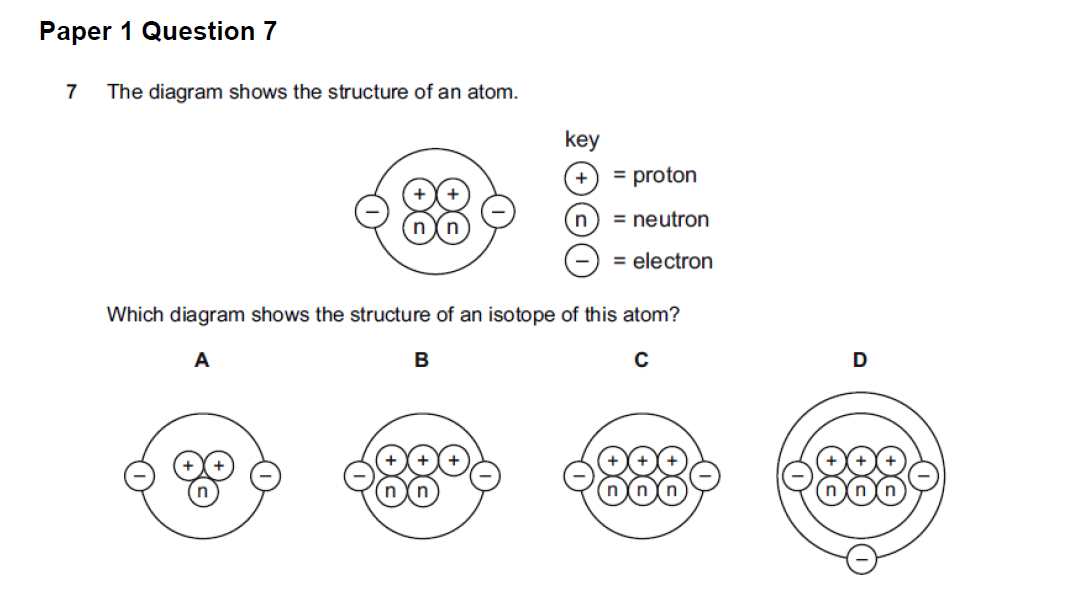 Paper 1 Question 7
7 The diagram shows the structure of an atom.
key
+ = proton
n = neutron
− = electron
+ +
− −
n n
Which diagram shows the structure of an isotope of this atom?
A B C D
+ + + + + + + + + + +
− − − − − − − −
n n n n n n n n n
−